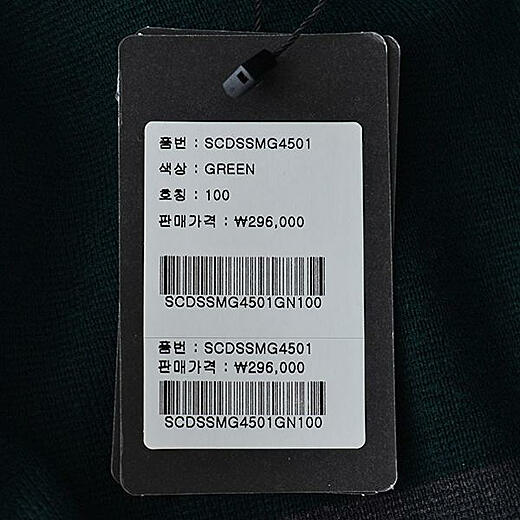 품번 : SCDSSMG4501
색상 : GREEN
호칭 : 100
판매가격 : ₩296,000
SCDSSMG4501GN100
품번 : SCDSSMG4501
판매가격 : ₩296,000
SCDSSMG4501GN100